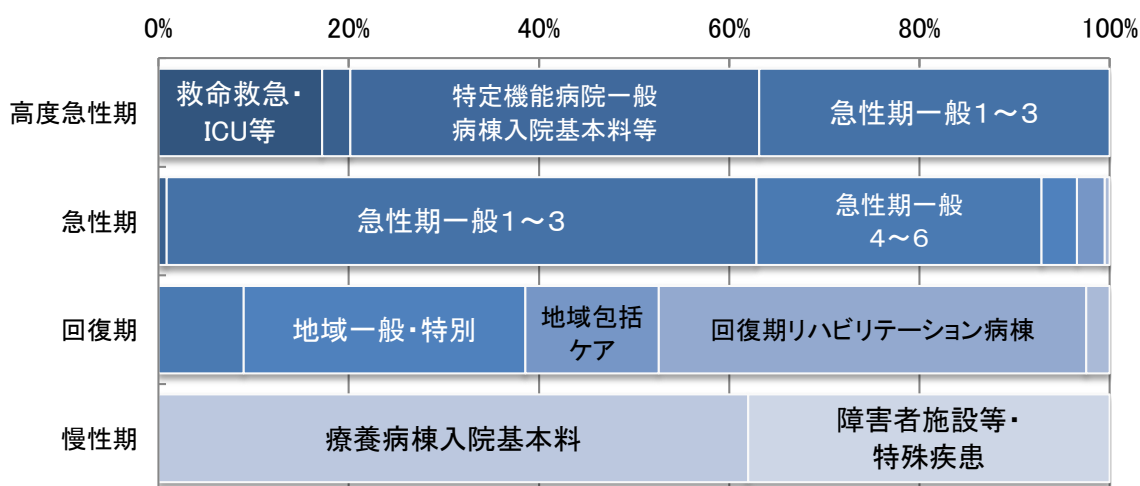 0% 20% 40% 60% 80% 100%
高度急性期
救命救急・
ICU等
特定機能病院一般
病棟入院基本料等
急性期一般１～３
急性期
急性期一般１～３
急性期一般
４～６
回復期
地域一般・特別
地域包括
ケア
回復期リハビリテーション病棟
慢性期
療養病棟入院基本料
障害者施設等・
特殊疾患